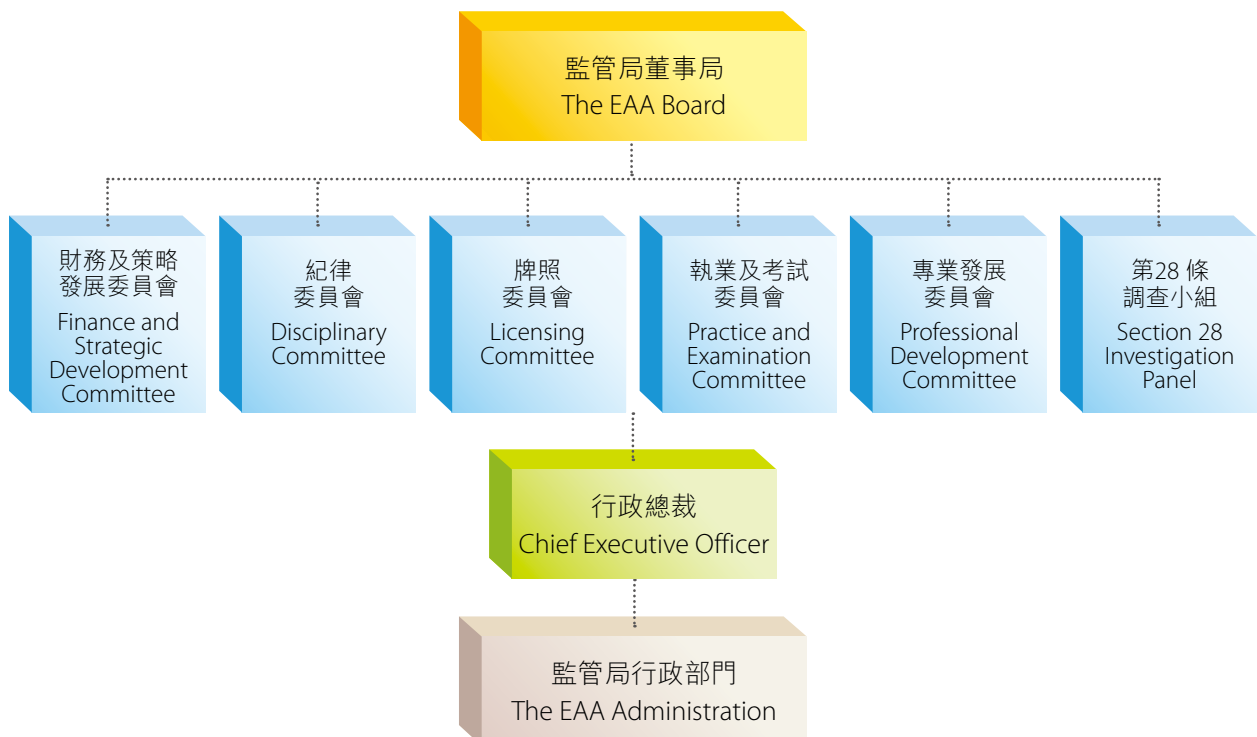 監管局董事局
The EAA Board
財務及策略
發展委員會
Finance and
Strategic
Development
Committee
紀律
委員會
Disciplinary
Committee
牌照
委員會
Licensing
Committee
執業及考試
委員會
Practice and
Examination
Committee
專業發展
委員會
Professional
Development
Committee
第28 條
調查小組
Section 28
Investigation
Panel
行政總裁
Chief Executive Officer
監管局行政部門
The EAA Administration